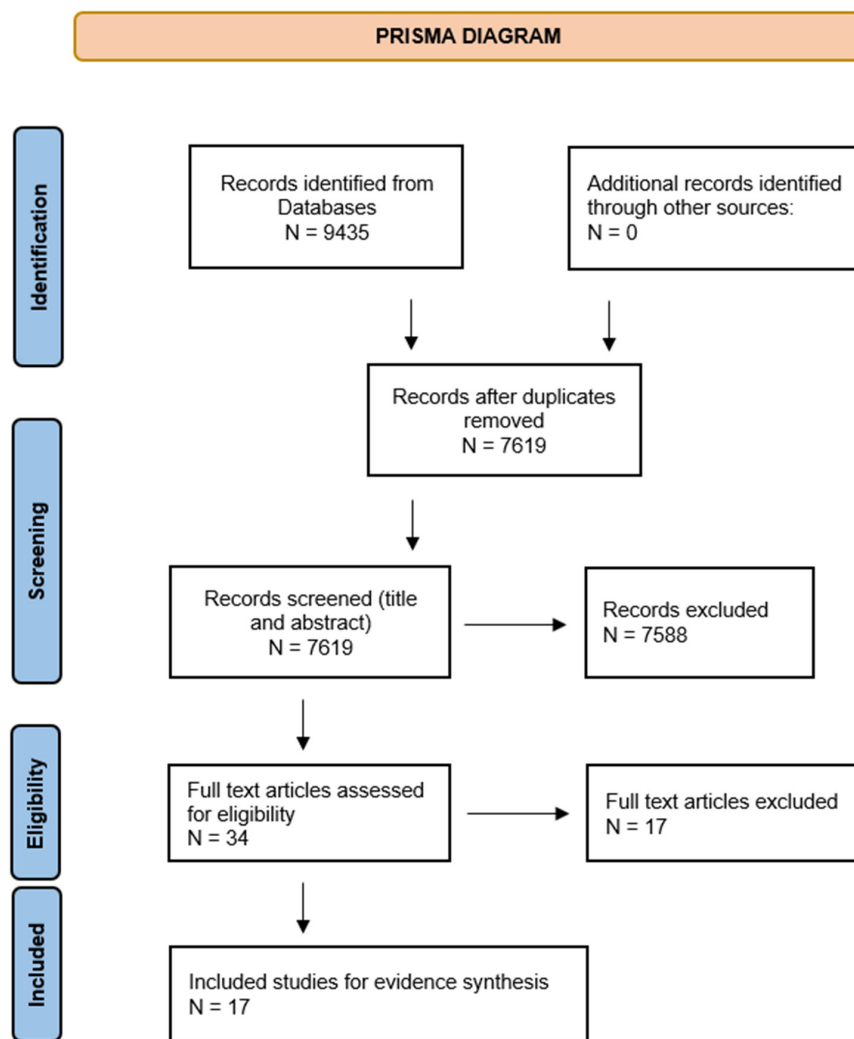 PRISMA DIAGRAM
Identification
Records identified from
Databases
N = 9435
Additional records identified
through other sources:
N = 0
Records after duplicates
removed
N = 7619
Screening
Records screened (title
and abstract)
N = 7619
Records excluded
N = 7588
Eligibility
Full text articles assessed
for eligibility
N = 34
Full text articles excluded
N = 17
Included
Included studies for evidence synthesis
N = 17